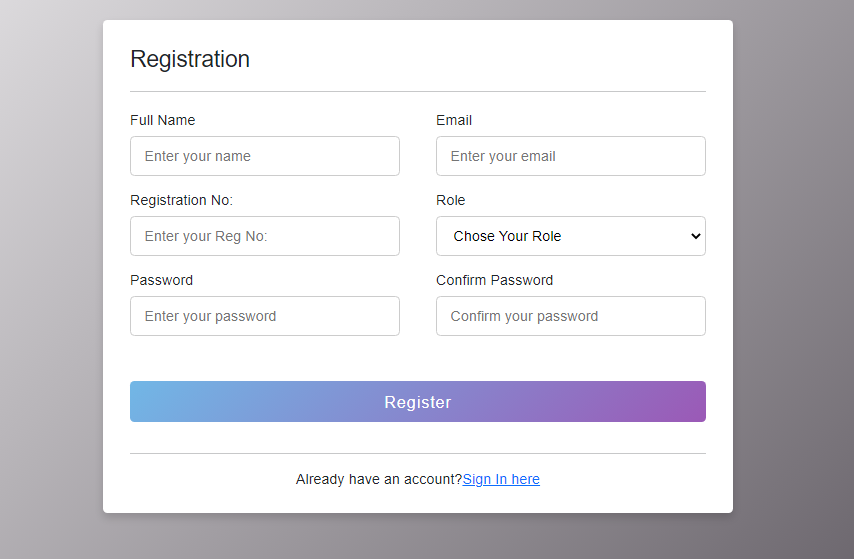 Registration
Full Name
Email
Enter your name
Enter your email
Registration No:
Role
Enter your Reg No:
Chose Your Role
Password
Confirm Password
Enter your password
Confirm your password
Register
Already have an account?Sign In here